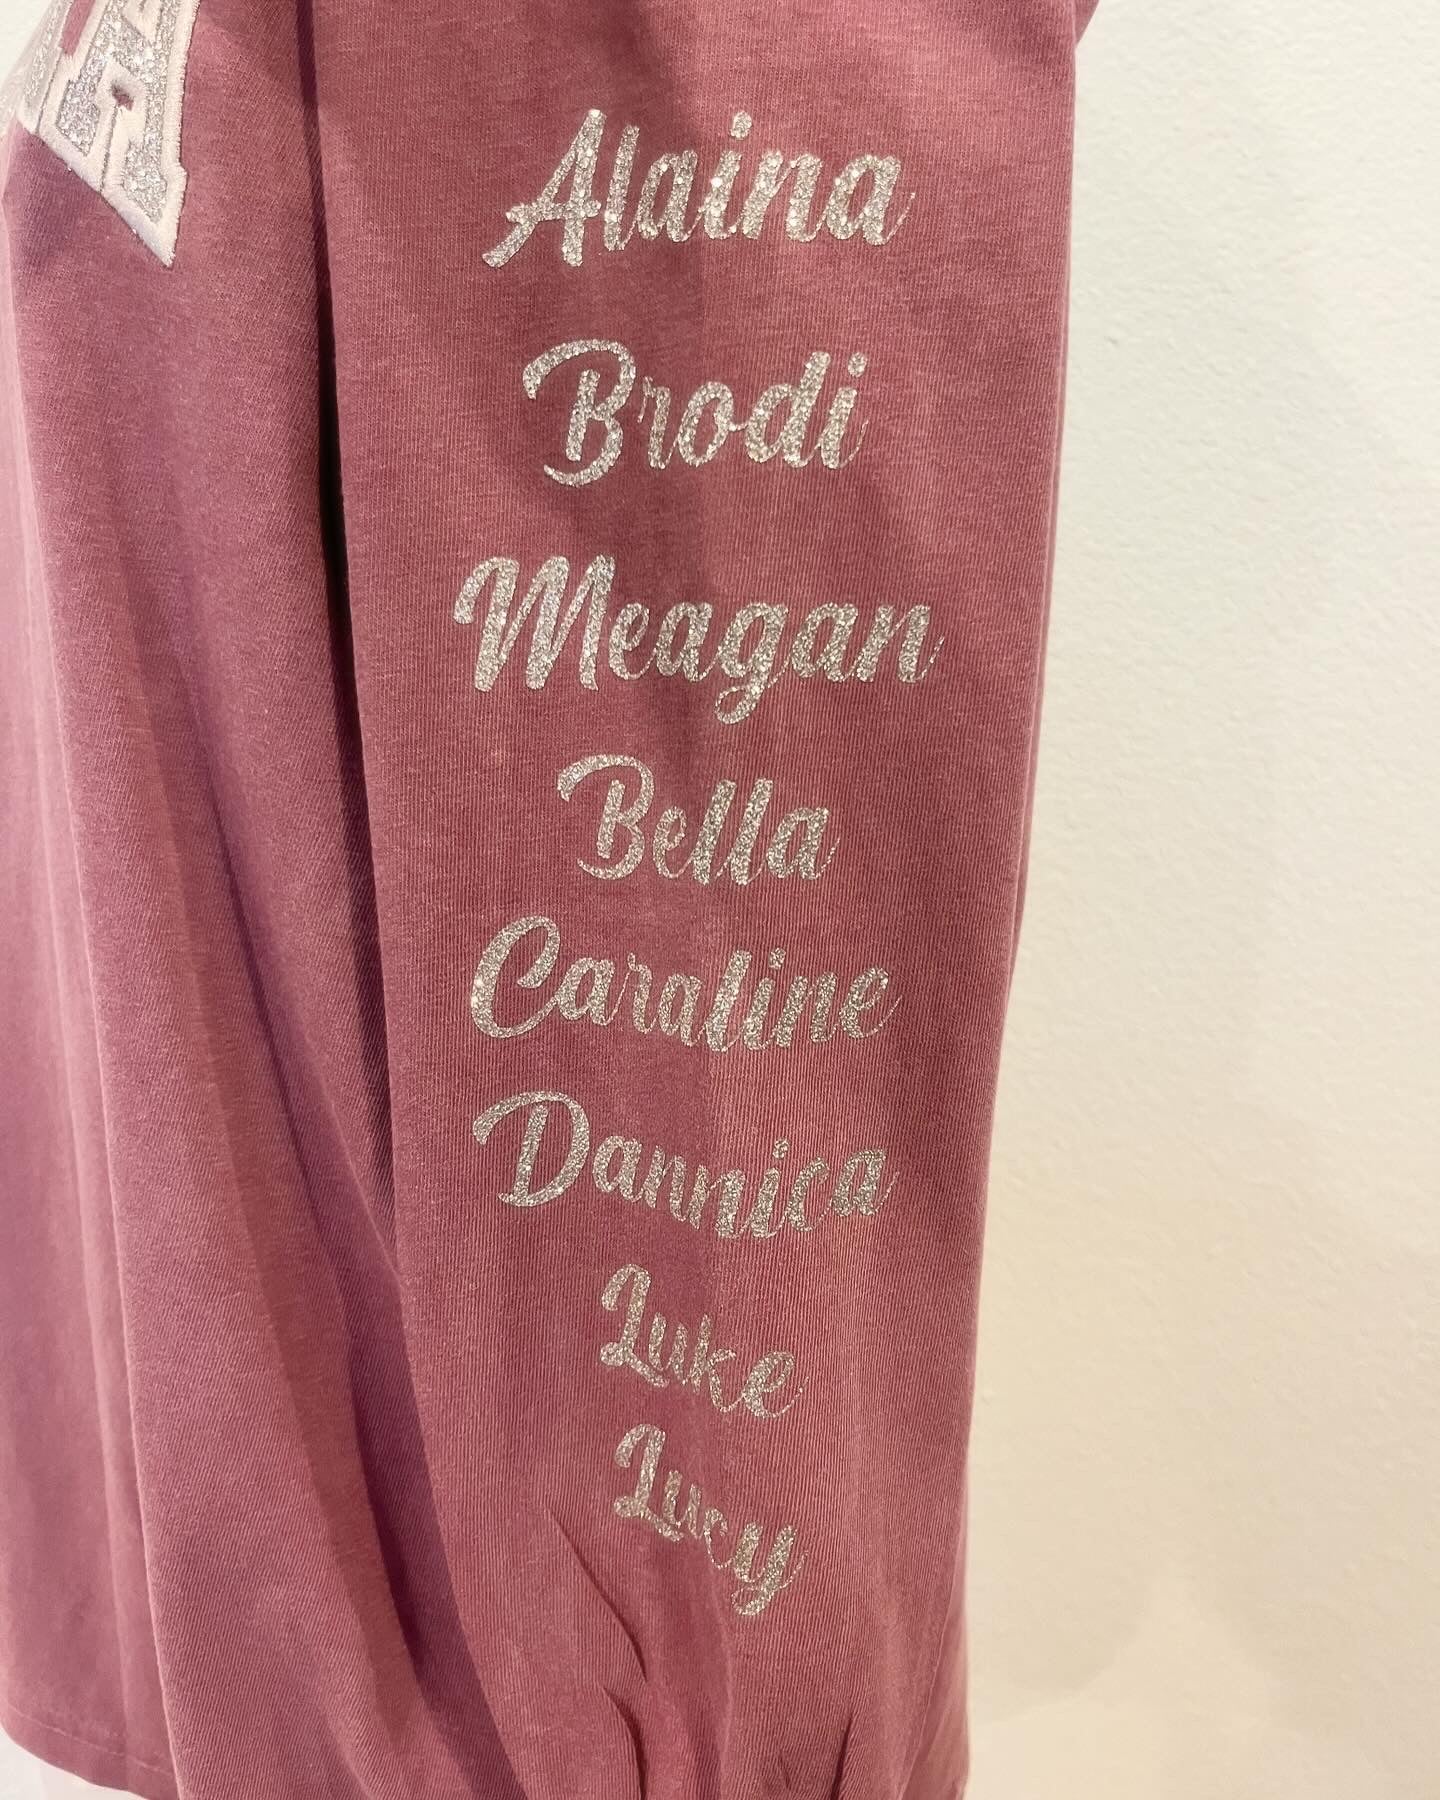 Alaina
Brodi
Meagan
Bella
Caraline
Dannica
Luke
Lucy